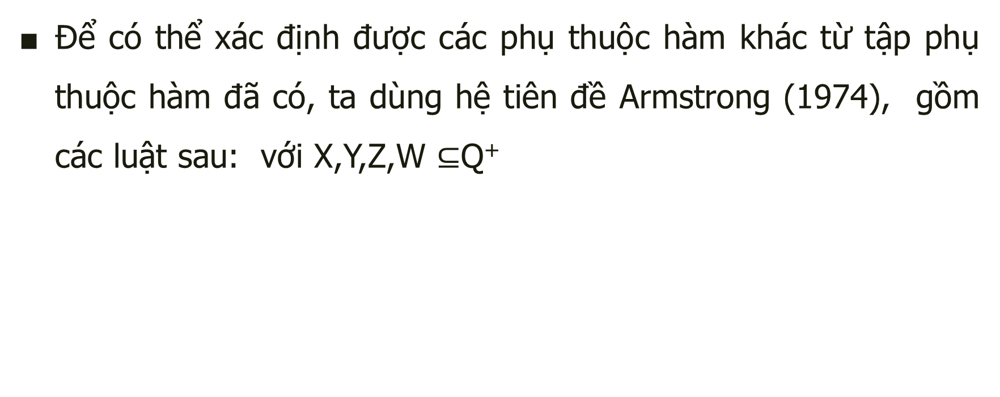 ▪ Để có thể xác định được các phụ thuộc hàm khác từ tập phụ
thuộc hàm đã có, ta dùng hệ tiên đề Armstrong (1974), gồm
các luật sau: với X,Y,Z,W ⊆Q⁺